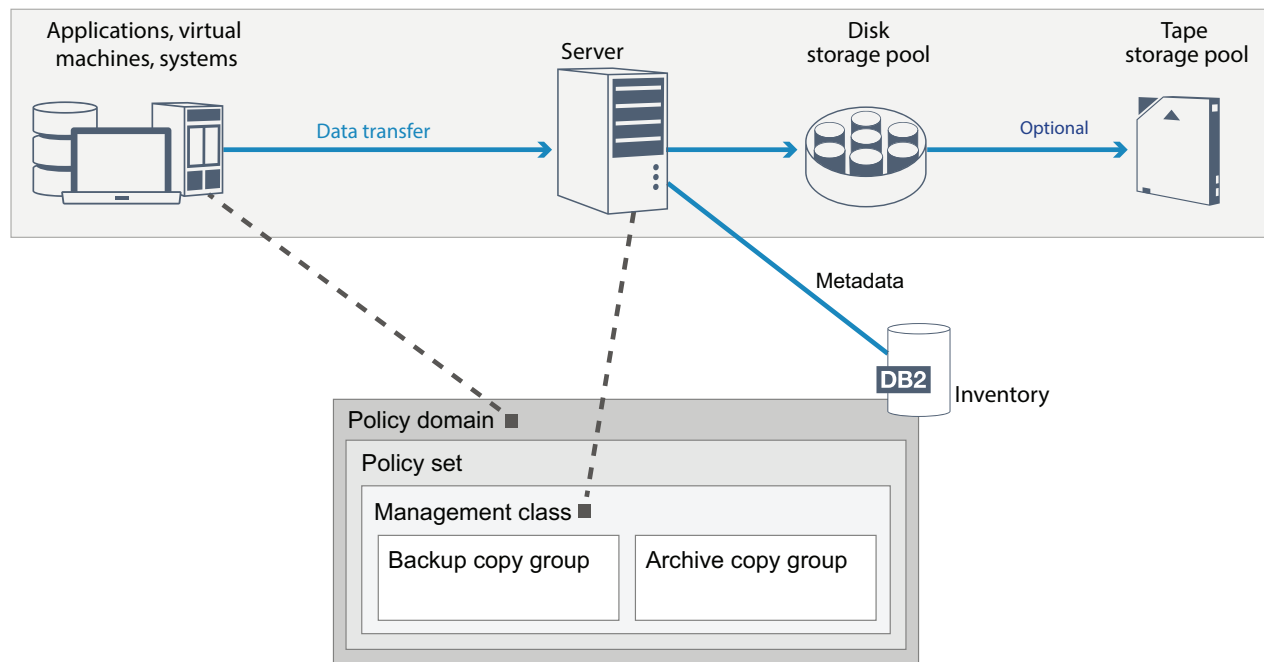 Applications, virtual
machines, systems
Server
Disk
storage pool
Tape
storage pool
Data transfer
Optional
Metadata
DB2
Inventory
Policy domain
Policy set
Management class
Backup copy group
Archive copy group